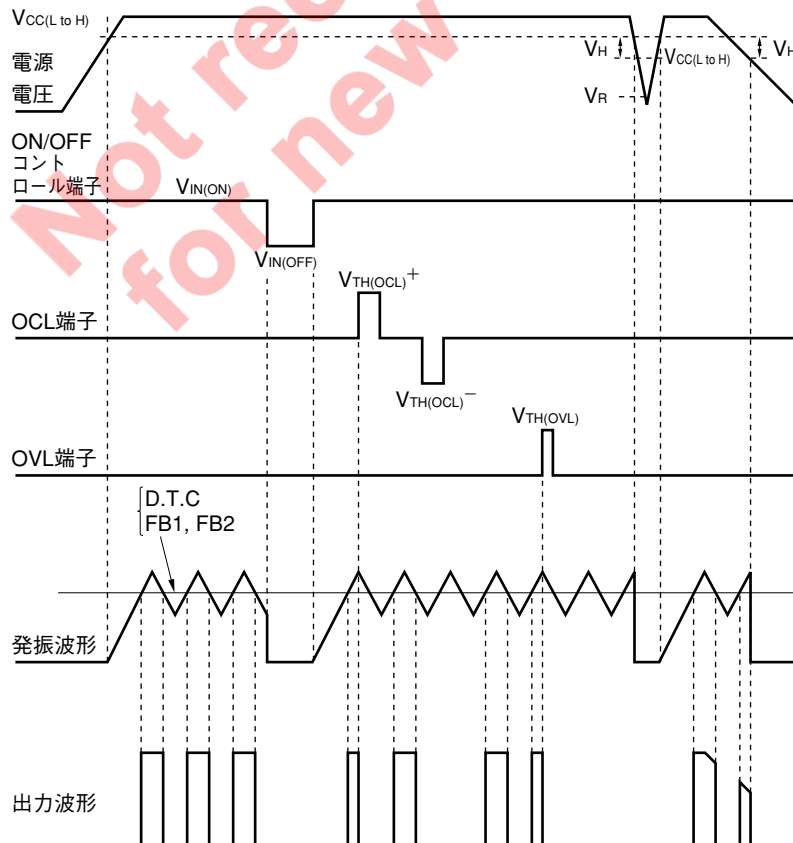 Not rec
for new
VCC(L to H)
電源
電圧
VH
VCC(L to H)
VH
VR
ON/OFF
コント
ロール端子
VIN(ON)
VIN(OFF)
VTH(OCL)+
OCL端子
VTH(OCL)−
VTH(OVL)
OVL端子
D.T.C
FB1, FB2
発振波形
出力波形